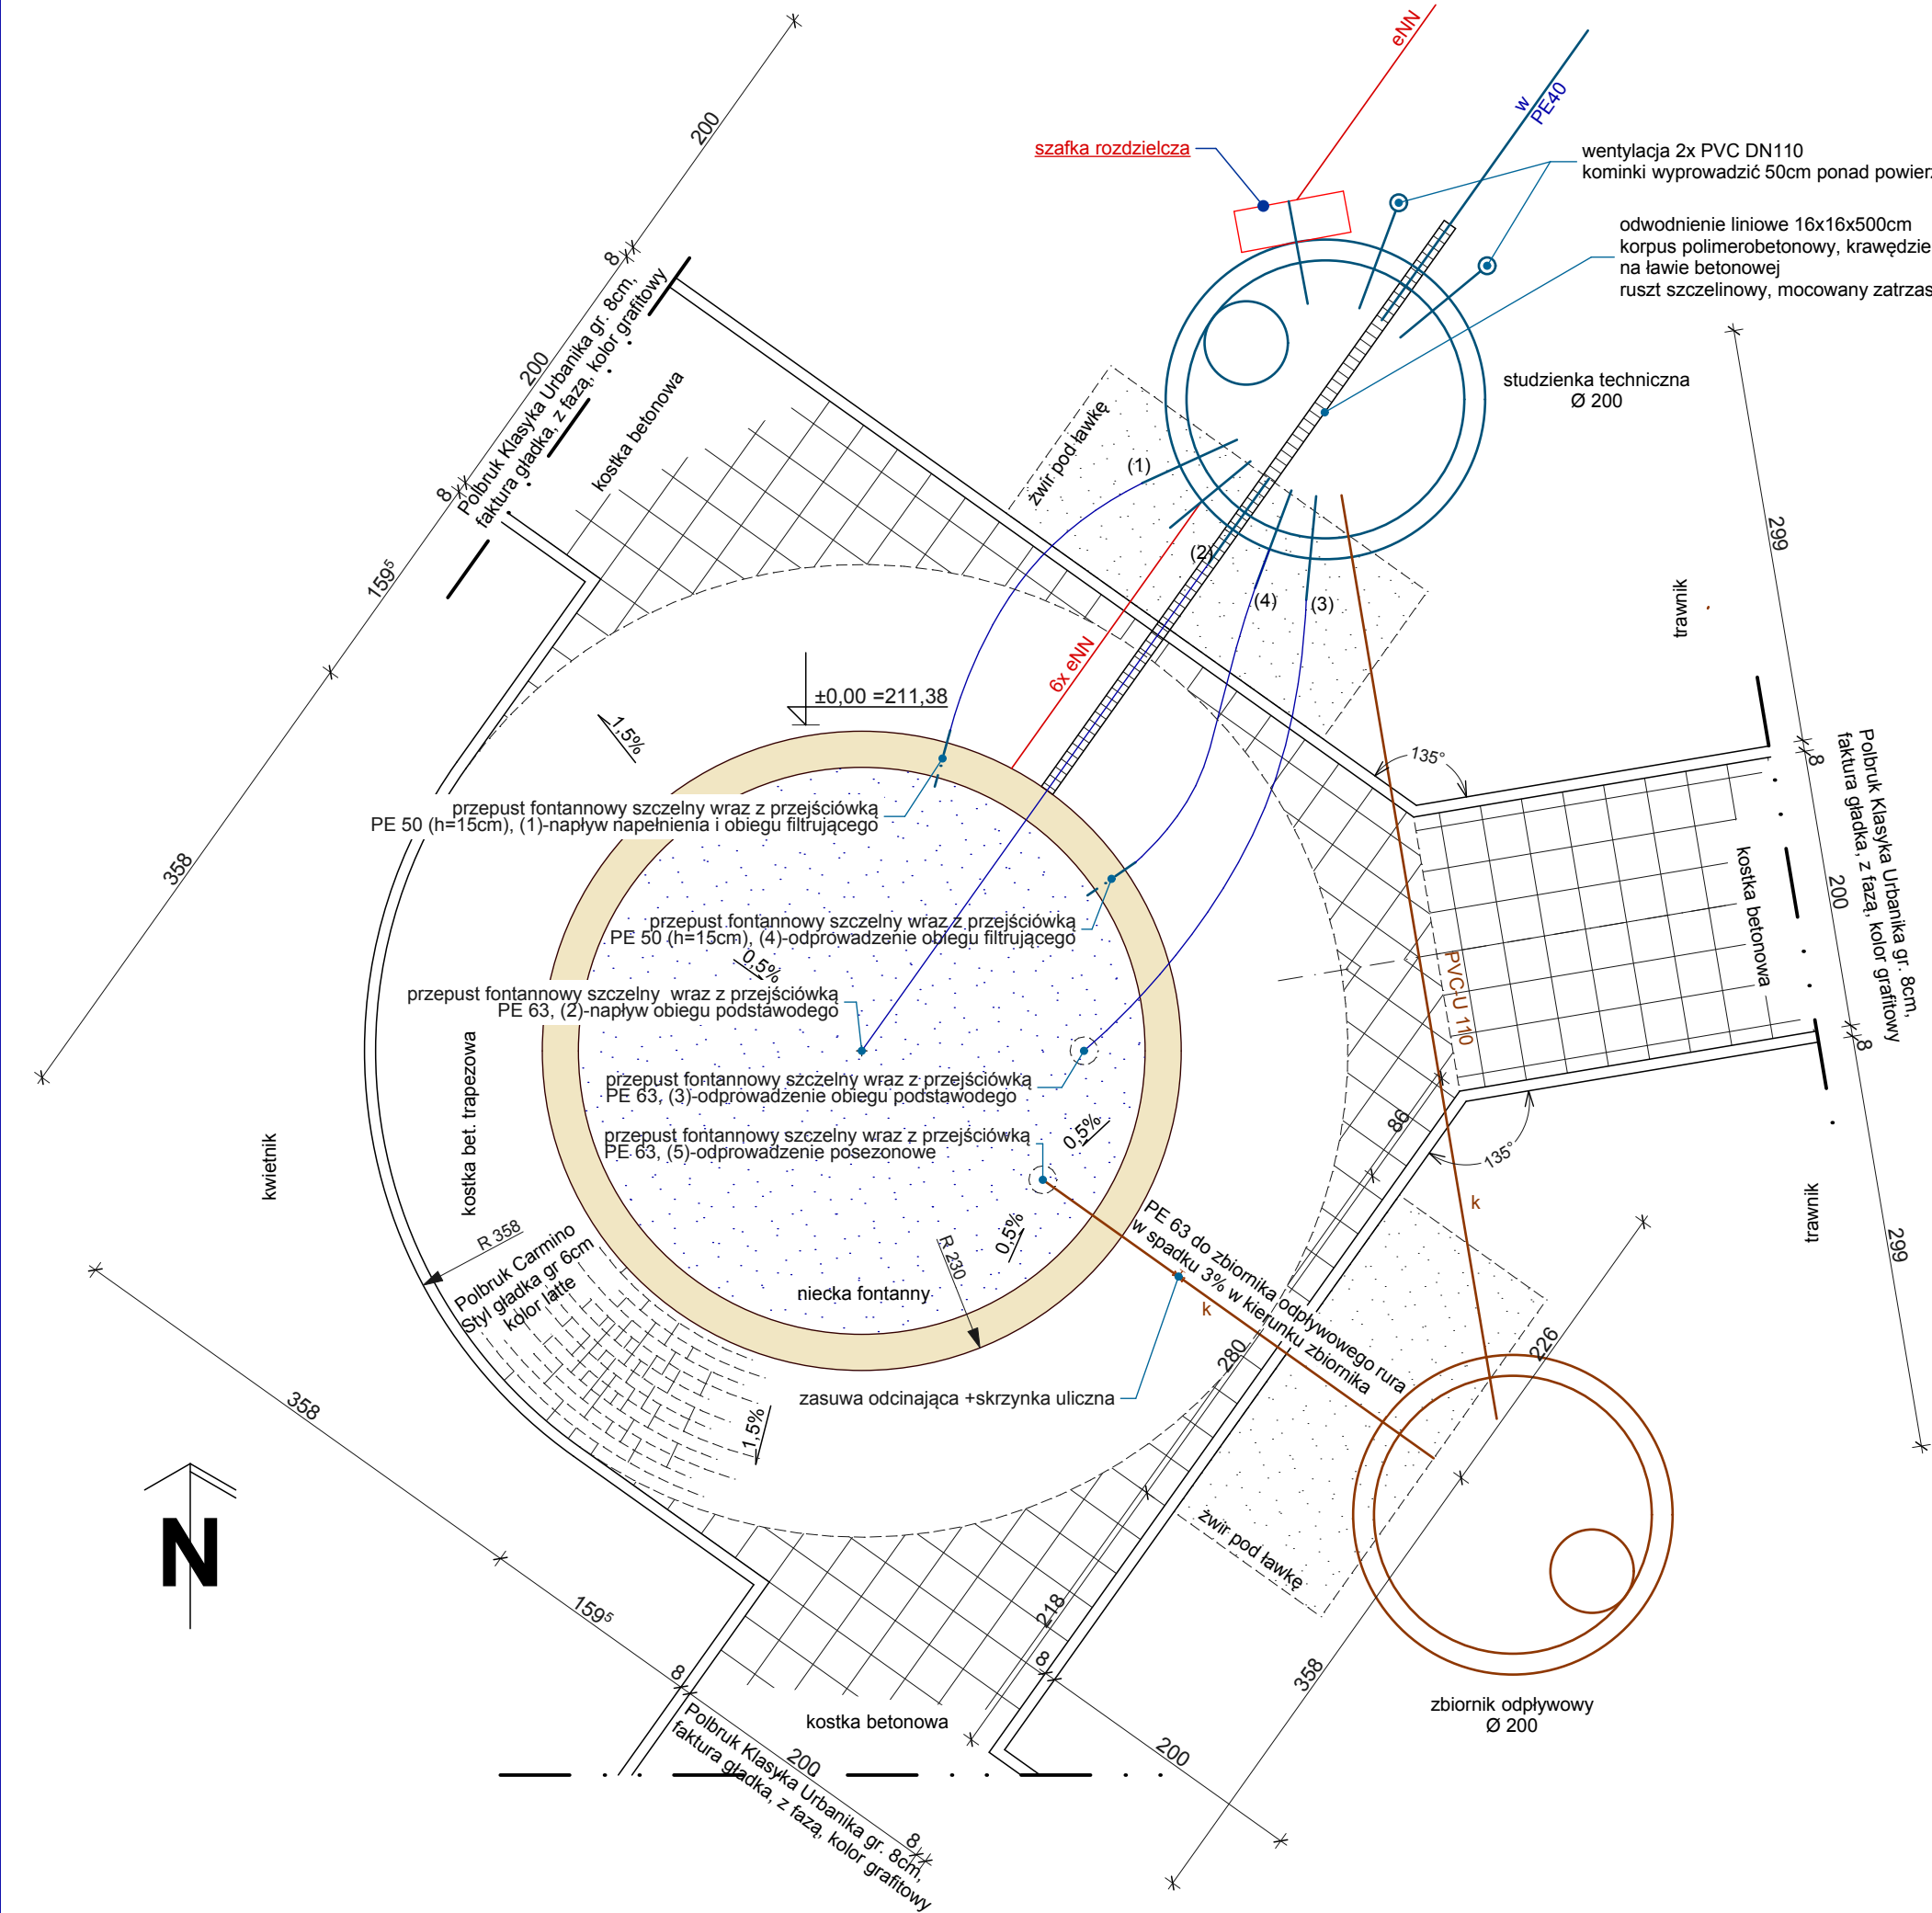 eNN
w
PE40
szafka rozdzielcza
wentylacja 2x PVC DN110
kominki wyprowadzić 50cm ponad powierz
odwodnienie liniowe 16x16x500cm
korpus polimerobetonowy, krawędzie
na ławie betonowej
ruszt szczelinowy, mocowany zatrzas
studzienka techniczna
Ø 200
200
8
200
8
159⁵
358
Polbruk Klasyka Urbanika gr. 8cm,
faktura gładka, z fazą, kolor grafitowy
kostka betonowa
żwir pod ławkę
(1)
(2)
(4)
(3)
6x eNN
±0,00 =211,38
1,5%
299
trawnik
135°
8
200
8
299
Polbruk Klasyka Urbanika gr. 8cm,
faktura gładka, z fazą, kolor grafitowy
kostka betonowa
PVC-U 110
przepust fontannowy szczelny wraz z przejściówką
PE 50 (h=15cm), (1)-napływ napełnienia i obiegu filtrującego
przepust fontannowy szczelny wraz z przejściówką
PE 50 (h=15cm), (4)-odprowadzenie obiegu filtrującego
0,5%
przepust fontannowy szczelny wraz z przejściówką
PE 63, (2)-napływ obiegu podstawodego
przepust fontannowy szczelny wraz z przejściówką
PE 63, (3)-odprowadzenie obiegu podstawodego
przepust fontannowy szczelny wraz z przejściówką
PE 63, (5)-odprowadzenie posezonowe
0,5%
0,5%
86
135°
k
trawnik
kwietnik
kostka bet. trapezowa
R 358
Polbruk Carmino
Styl gładka gr 6cm
kolor latte
R 230
niecka fontanny
PE 63 do zbiornika odpływowego rura
w spadku 3% w kierunku zbiornika
k
zasuwa odcinająca +skrzynka uliczna
1,5%
280
226
358
żwir pod ławkę
218
8
200
358
159⁵
8
200
8
N
kostka betonowa
Polbruk Klasyka Urbanika gr. 8cm,
faktura gładka, z fazą, kolor grafitowy
zbiornik odpływowy
Ø 200